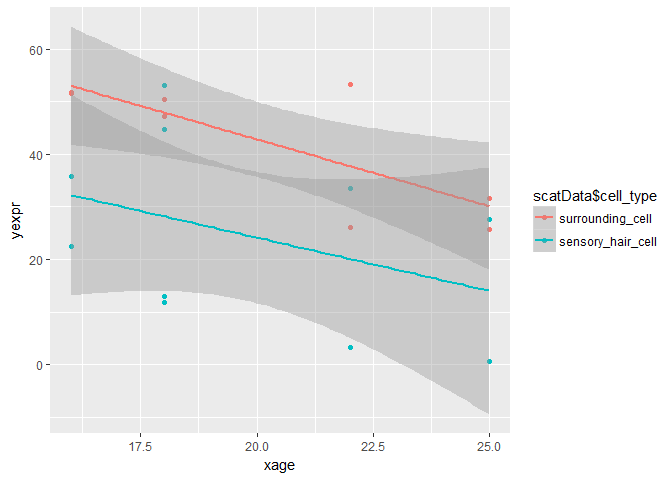 60
40
20
0
yexpr
17.5 20.0 22.5 25.0
xage
scatData$cell_type
surrounding_cell
sensory_hair_cell